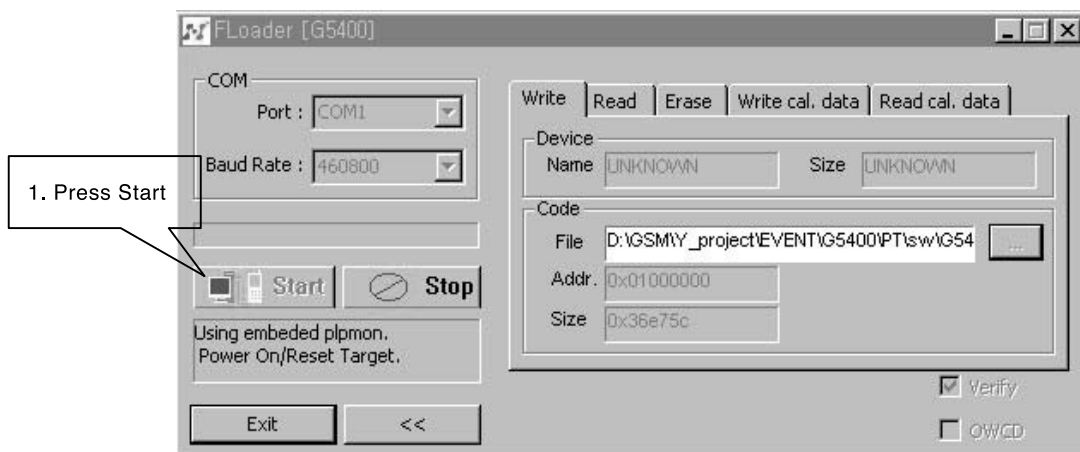 FLoader [G5400]
COM
Port : COM1
Baud Rate : 460800
1. Press Start
Start
Stop
Using embeded plpmon.
Power On/Reset Target.
Exit
<<
Write Read Erase Write cal. data Read cal. data
Device
Name UNKNOWN Size UNKNOWN
Code
File D:\GSM\Y_project\EVENT\G5400\PT\sw\G54 ...
Addr. 0x01000000
Size 0x36e75c
Verify
OWCD